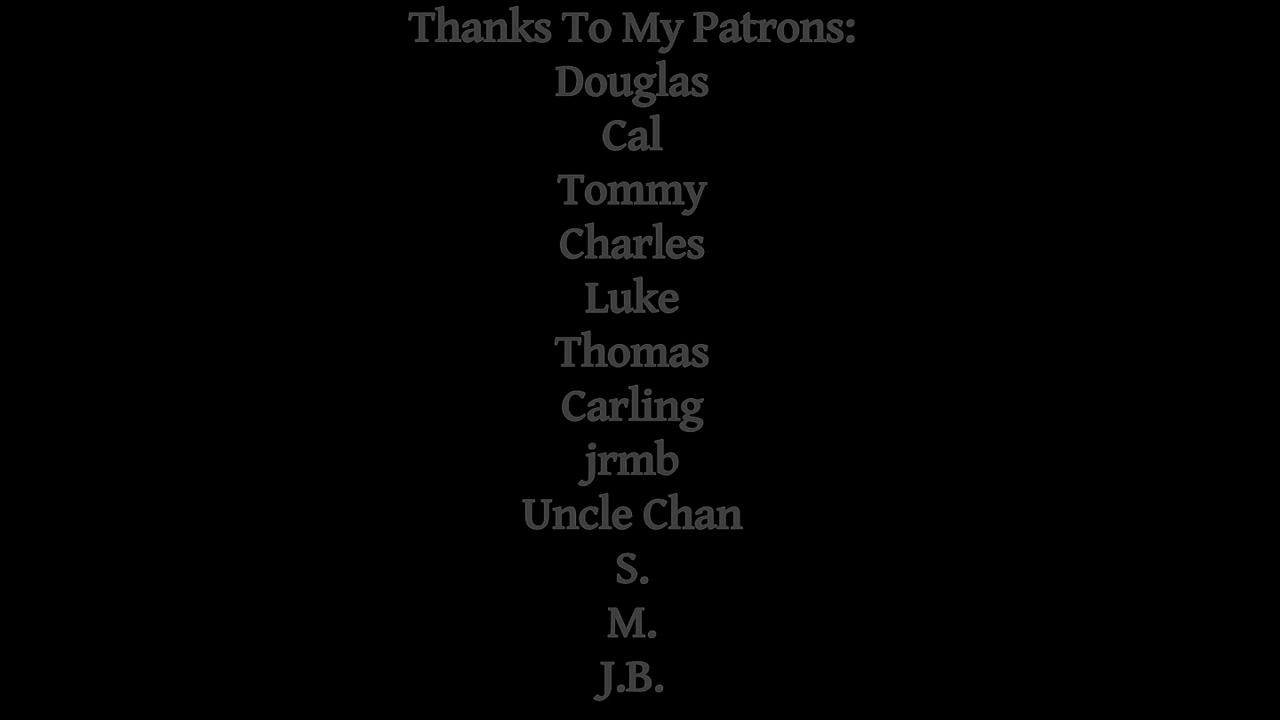 Thanks To My Patrons:
Douglas
Cal
Tommy
Charles
Luke
Thomas
Carling
jrmb
Uncle Chan
S.
M.
J.B.